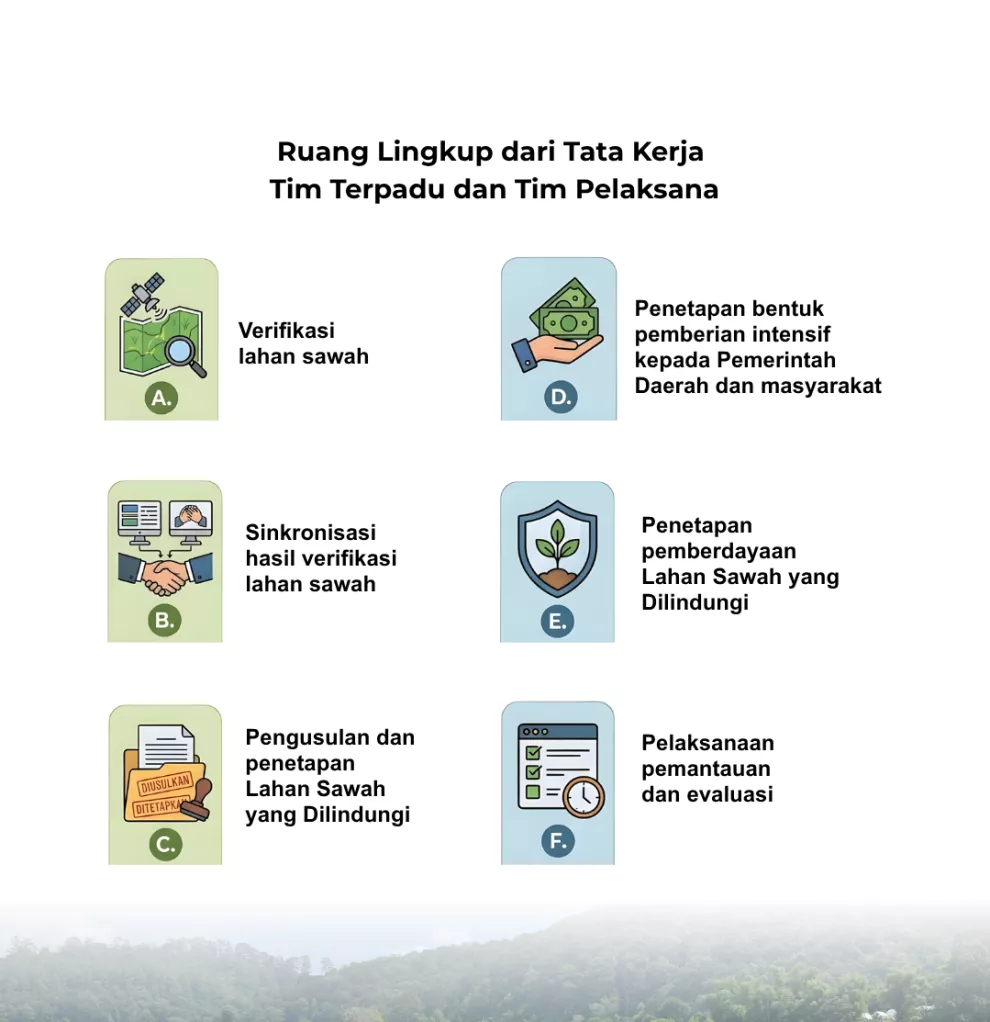 Ruang Lingkup dari Tata Kerja
Tim Terpadu dan Tim Pelaksana
A.
Verifikasi
lahan sawah
B.
Sinkronisasi
hasil verifikasi
lahan sawah
DIUSULKAN
DITETAPKAN
C.
Pengusulan dan
penetapan
Lahan Sawah
yang Dilindungi
D.
Penetapan bentuk
pemberian intensif
kepada Pemerintah
Daerah dan masyarakat
E.
Penetapan
pemberdayaan
Lahan Sawah yang
Dilindungi
F.
Pelaksanaan
pemantauan
dan evaluasi